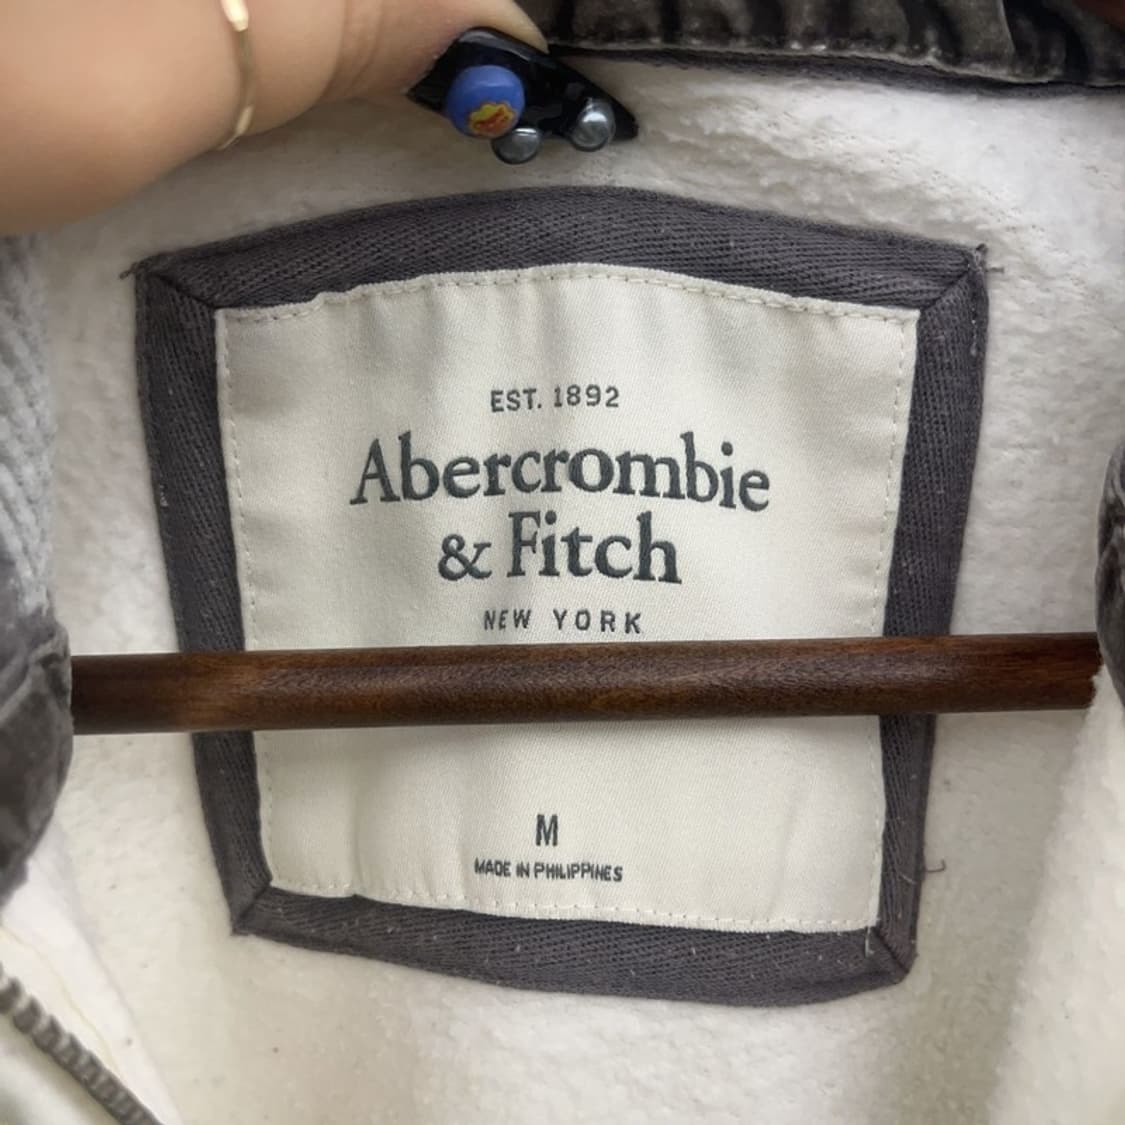 EST. 1892
Abercrombie
& Fitch
NEW YORK
M
MADE IN PHILIPPINES